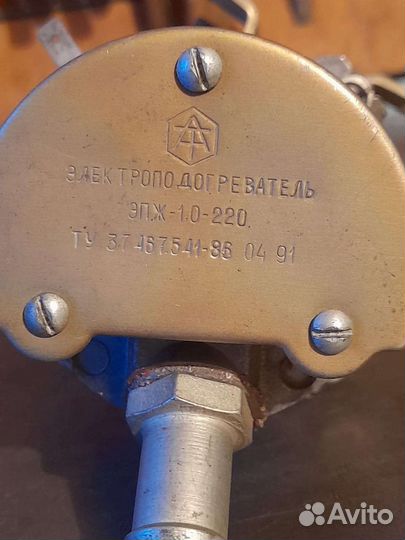 ЭЛЕКТРОПОДОГРЕВАТЕЛЬ
ЭПЖ-1.0-220.
ТУ 37.467.541-86 04 91
Avito